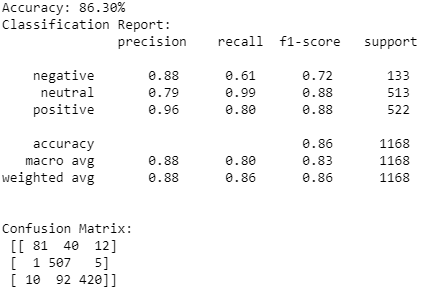 Accuracy: 86.30%
Classification Report:
precision recall f1-score support
negative 0.88 0.61 0.72 133
neutral 0.79 0.99 0.88 513
positive 0.96 0.80 0.88 522
accuracy 0.86 1168
macro avg 0.88 0.80 0.83 1168
weighted avg 0.88 0.86 0.86 1168
Confusion Matrix:
[[ 81 40 12]
[ 1 507 5]
[ 10 92 420]]